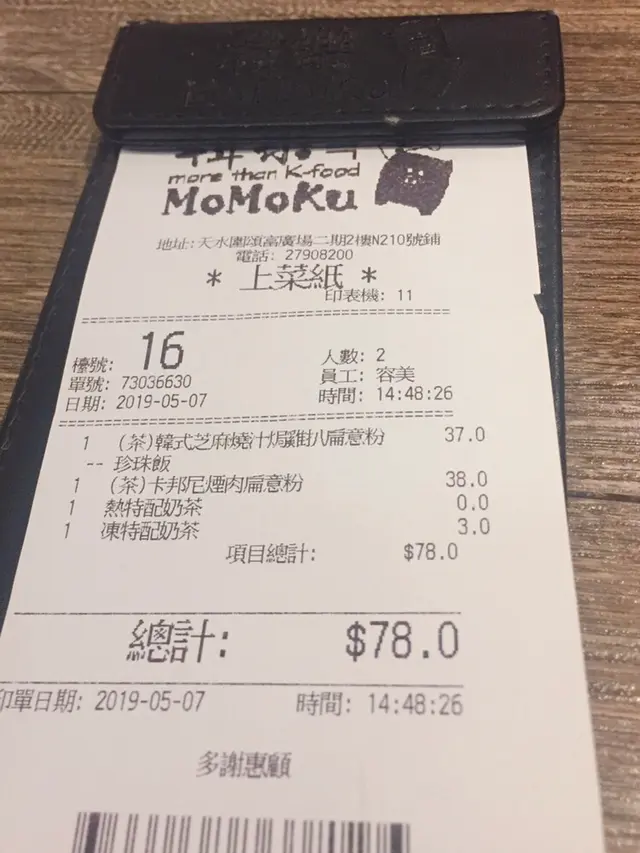 more than K-food
MoMoKu
地址: 天水圍頌富廣場二期2樓N210號鋪
電話: 27908200
* 上菜紙 *
印表機: 11
檯號: 16 人數: 2
單號: 73036630 員工: 容美
日期: 2019-05-07 時間: 14:48:26
1 (茶)韓式芝麻燒汁焗雞扒扁意粉 37.0
-- 珍珠飯
1 (茶)卡邦尼煙肉扁意粉 38.0
1 熱特配奶茶 0.0
1 凍特配奶茶 3.0
項目總計: $78.0
總計: $78.0
印單日期: 2019-05-07 時間: 14:48:26
多謝惠顧